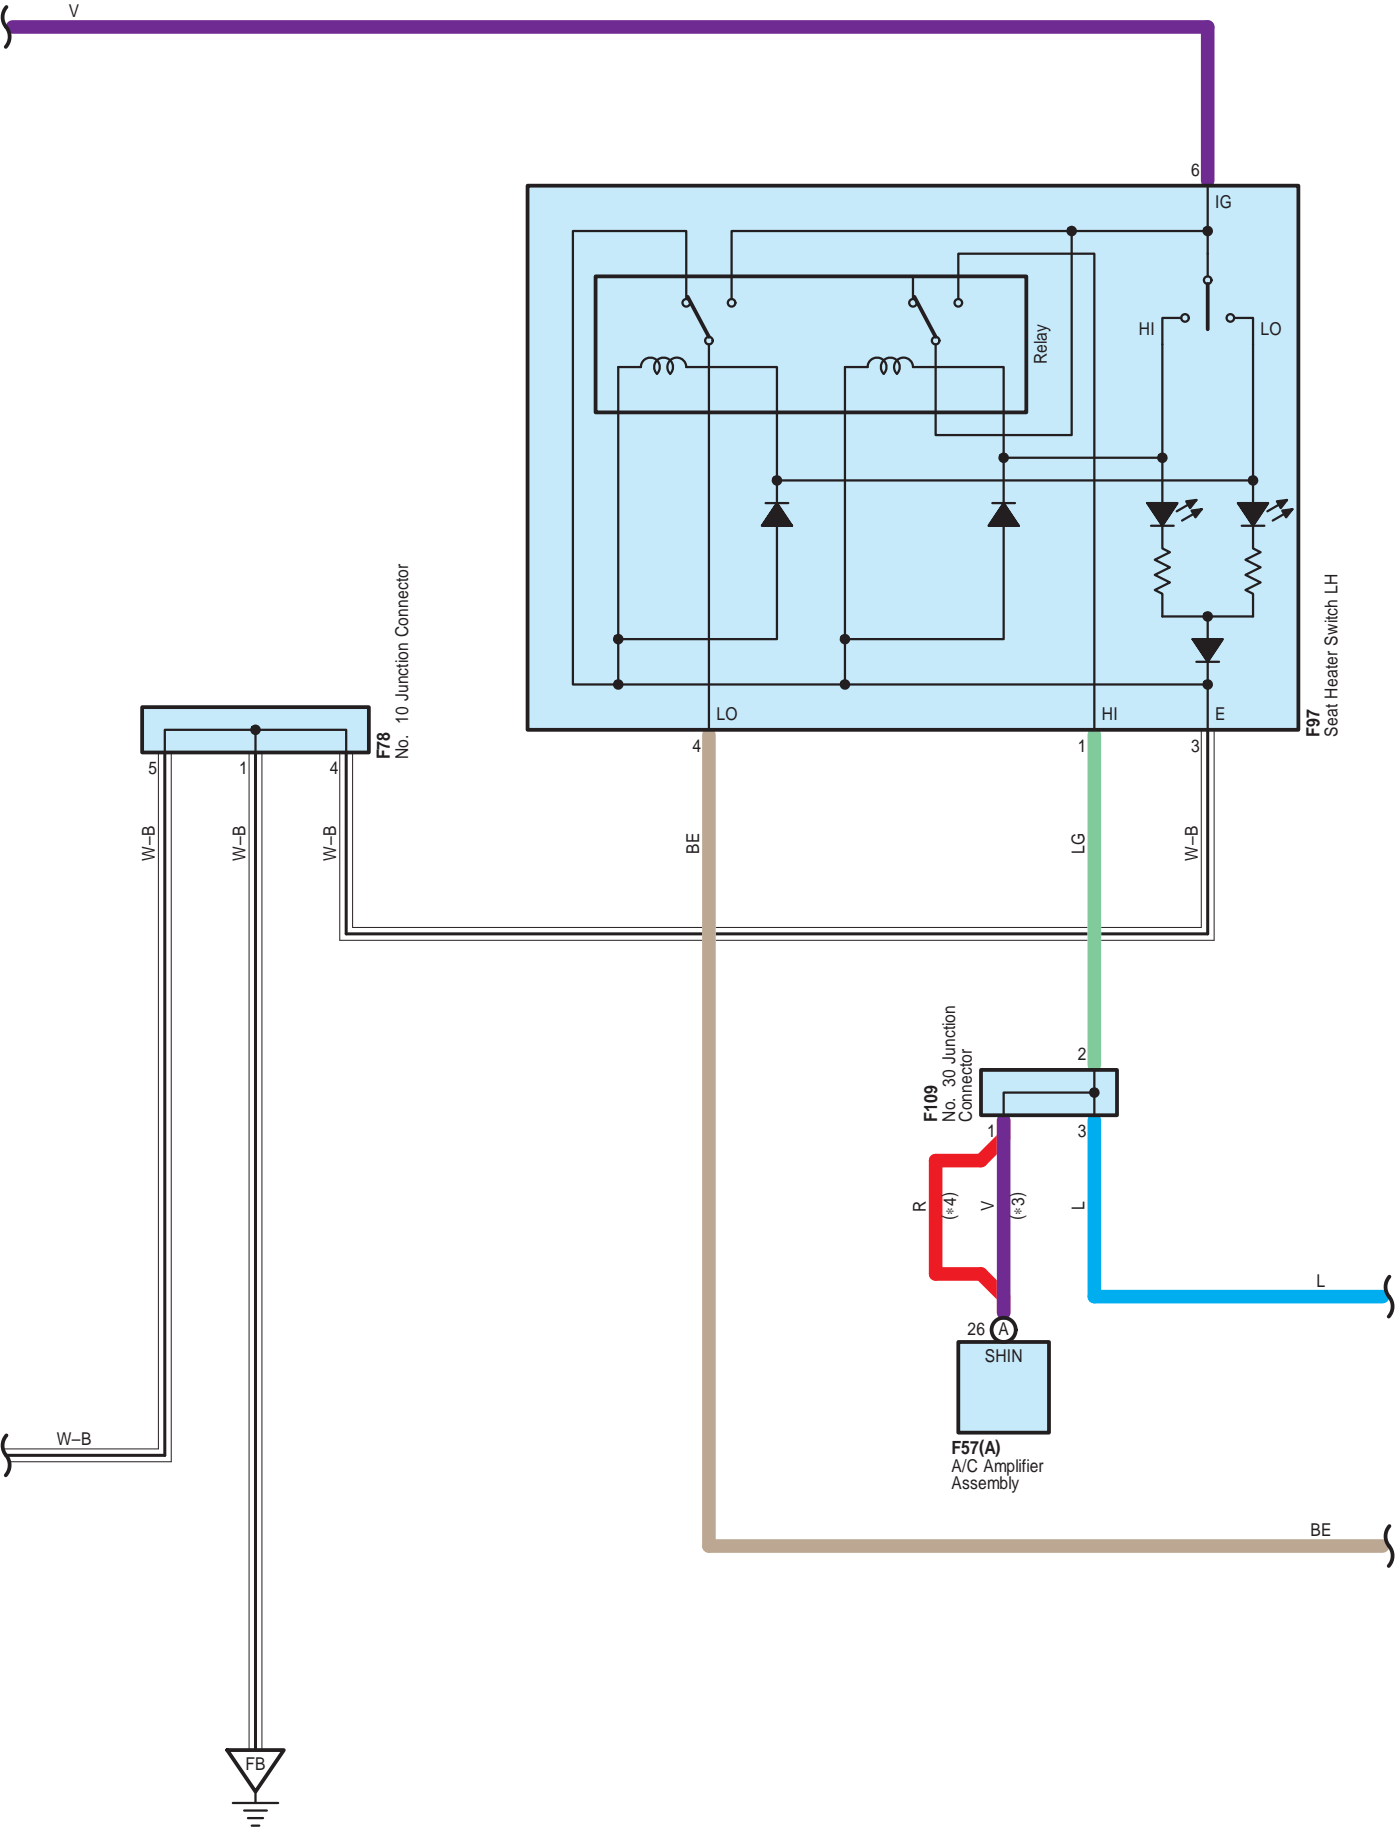 V
6
IG
HI
LO
Relay
LO
HI
E
F97
Seat Heater Switch LH
F78
No. 10 Junction Connector
5
1
4
4
1
3
W–B
W–B
W–B
BE
LG
W–B
F109
No. 30 Junction
Connector
2
1
3
R
(*4)
V
(*3)
L
L
26
A
SHIN
F57(A)
A/C Amplifier
Assembly
W–B
BE
FB